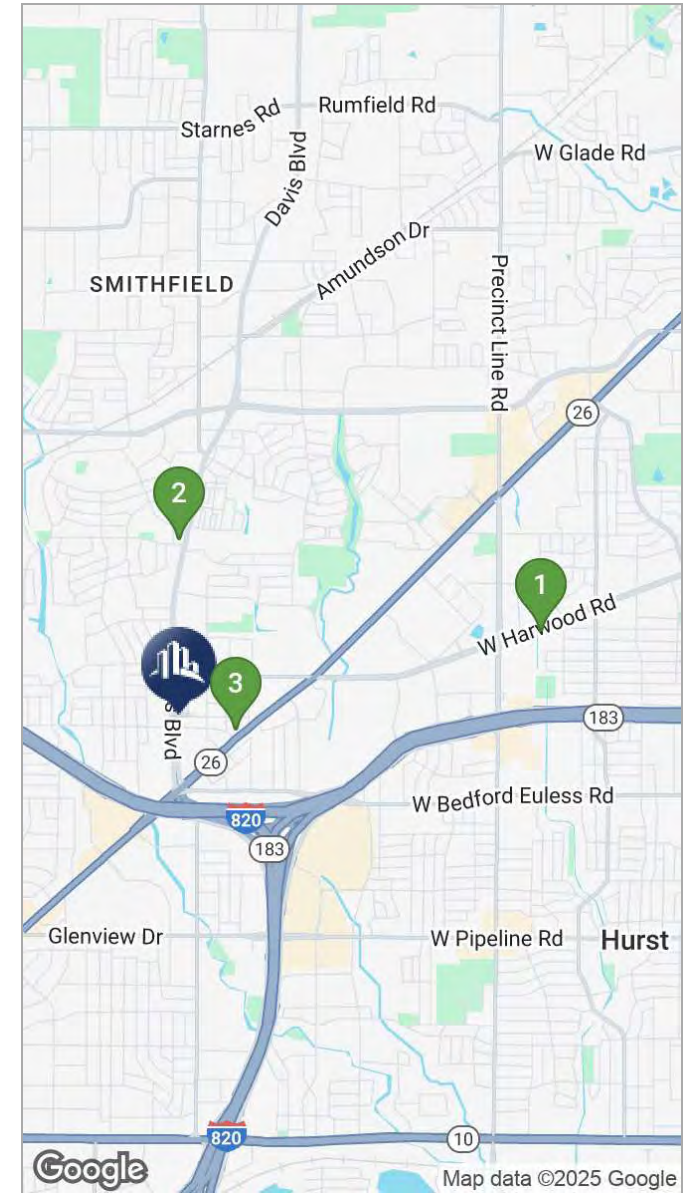 Rumfield Rd
Starnes Rd
Davis Blvd
W Glade Rd
Amundson Dr
SMITHFIELD
Precinct Line Rd
26
2
1
W Harwood Rd
3
s Blvd
183
26
W Bedford Euless Rd
820
183
Glenview Dr
W Pipeline Rd
Hurst
820
10
Google
Map data ©2025 Google